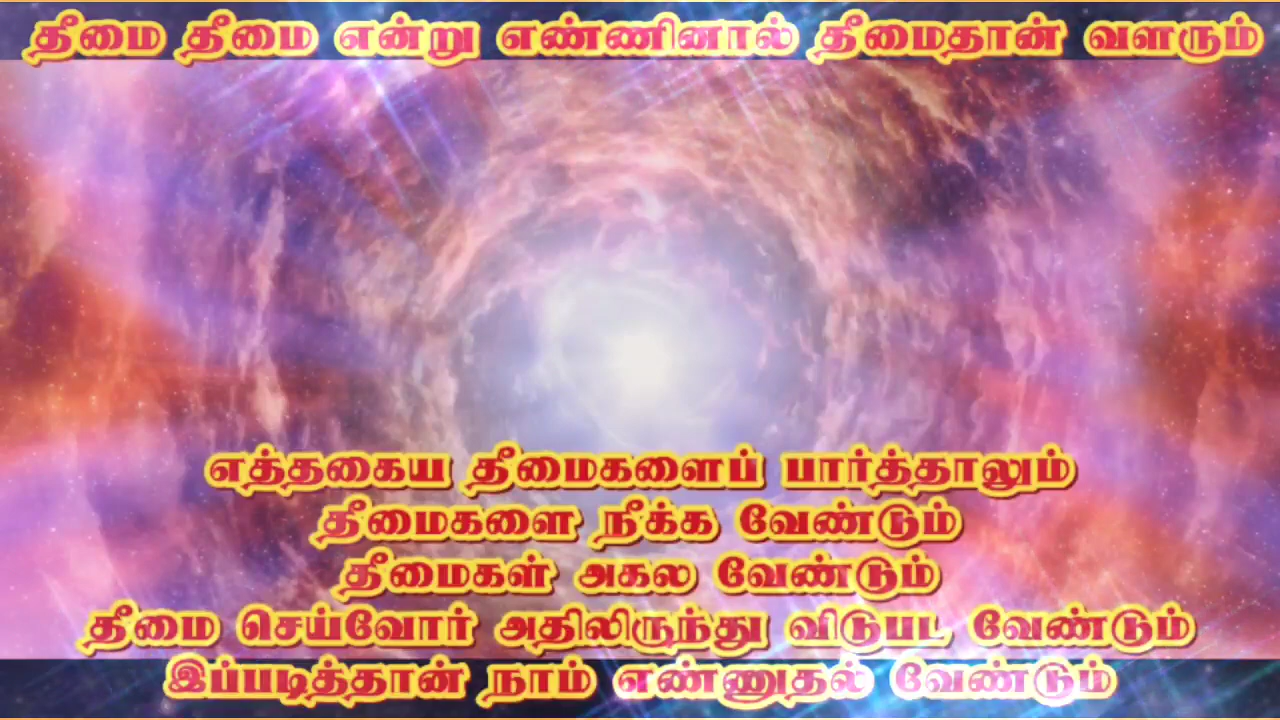 தீமை தீமை என்று எண்ணினால் தீமைதான் வளரும்
எத்தகைய தீமைகளைப் பார்த்தாலும்
தீமைகளை நீக்க வேண்டும்
தீமைகள் அகல வேண்டும்
தீமை செய்வோர் அதிலிருந்து விடுபட வேண்டும்
இப்படித்தான் நாம் எண்ணுதல் வேண்டும்